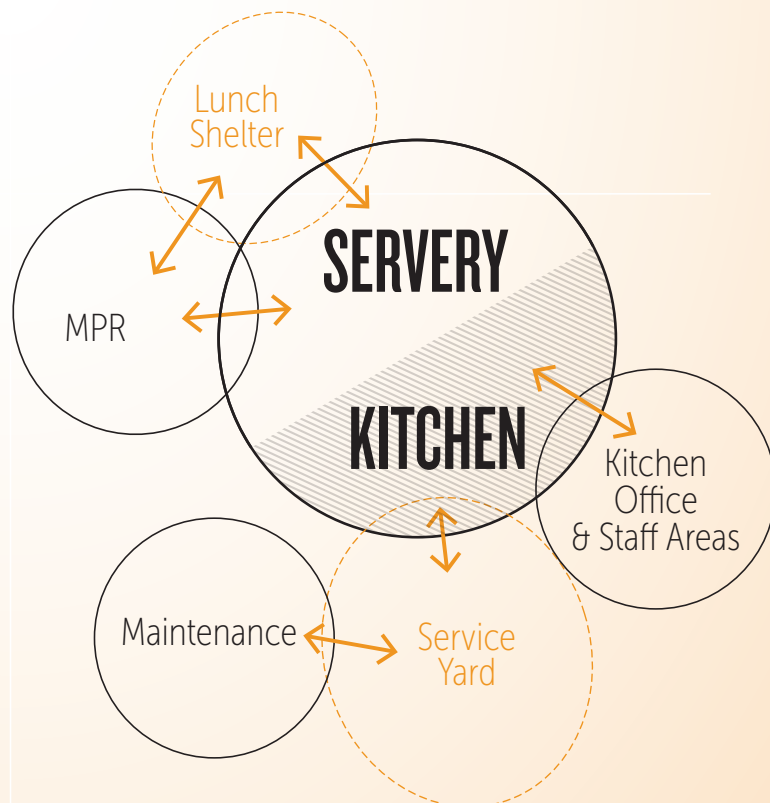 Lunch
Shelter
SERVERY
MPR
KITCHEN
Kitchen
Office
& Staff Areas
Maintenance
Service
Yard